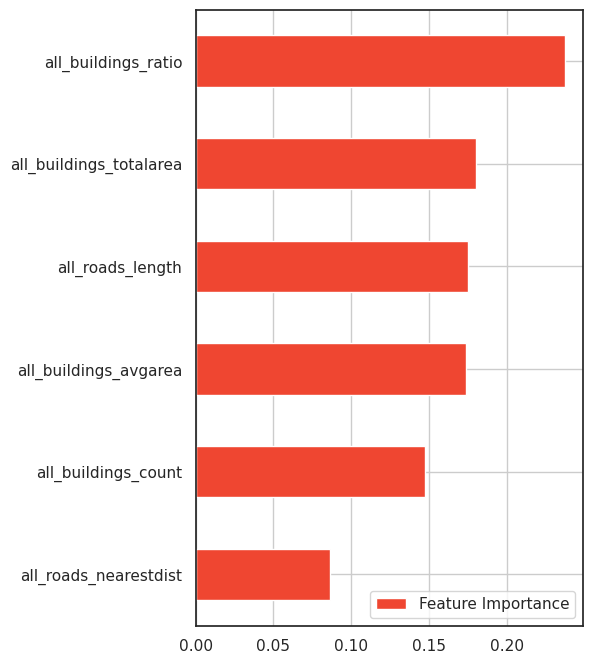 all_buildings_ratio
all_buildings_totalarea
all_roads_length
all_buildings_avgarea
all_buildings_count
all_roads_nearestdist
Feature Importance
0.00 0.05 0.10 0.15 0.20